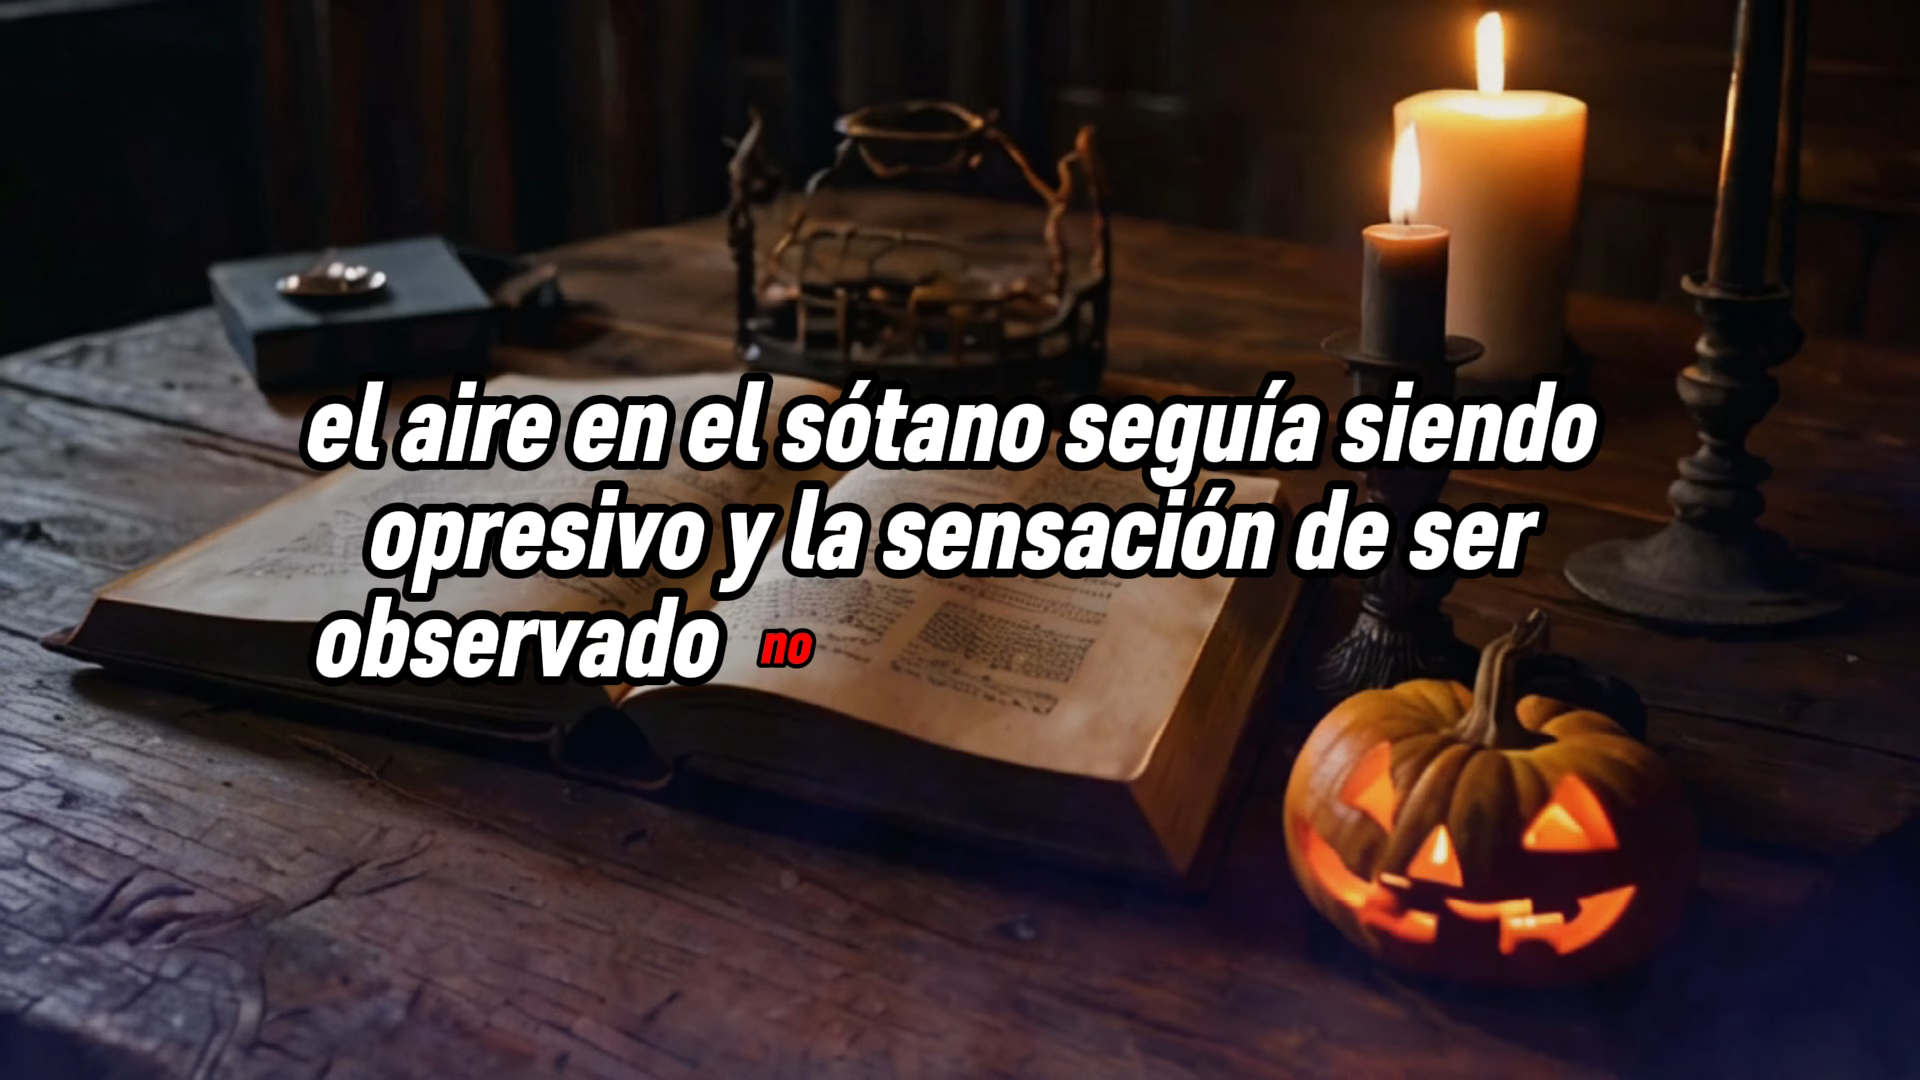 el aire en el sótano seguía siendo
opresivo y la sensación de ser
observado no